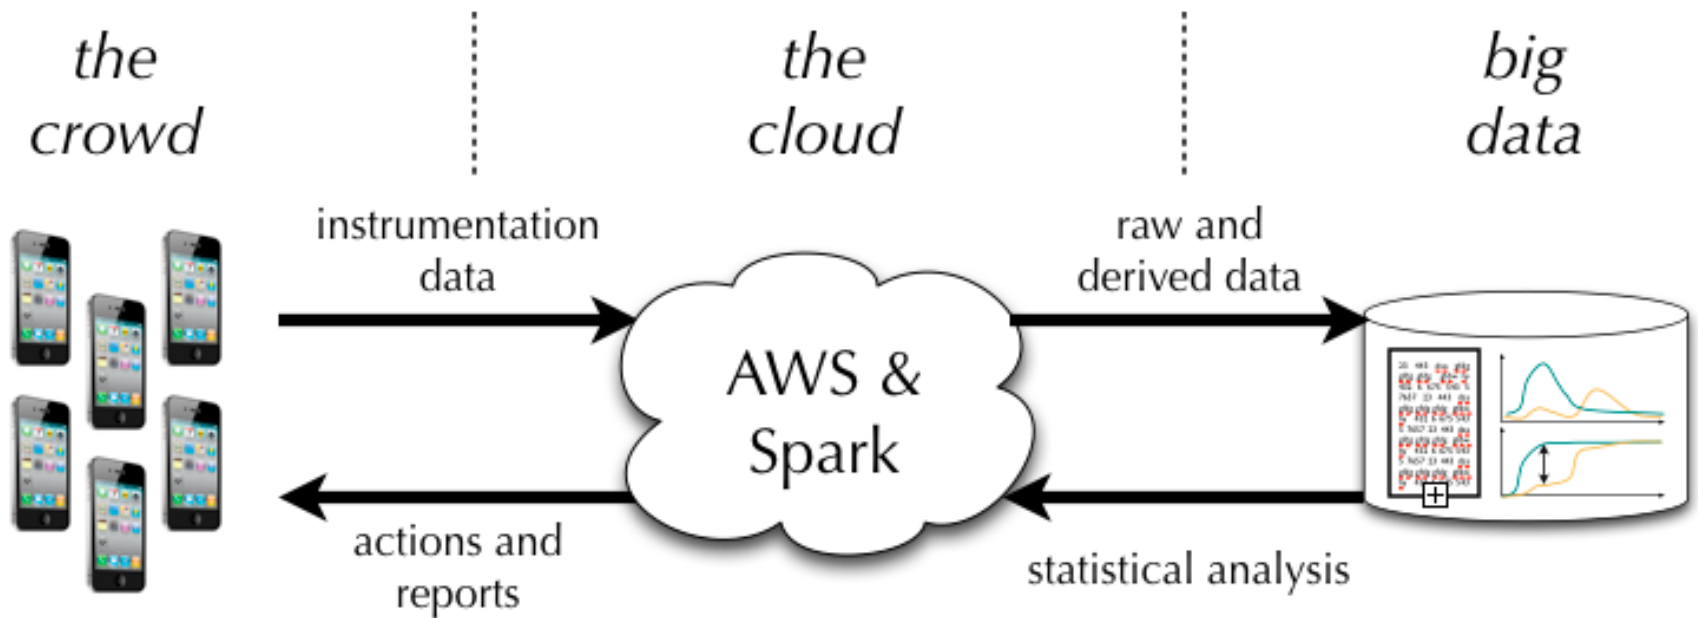 the
crowd
the
cloud
big
data
instrumentation
data
raw and
derived data
AWS &
Spark
actions and
reports
statistical analysis